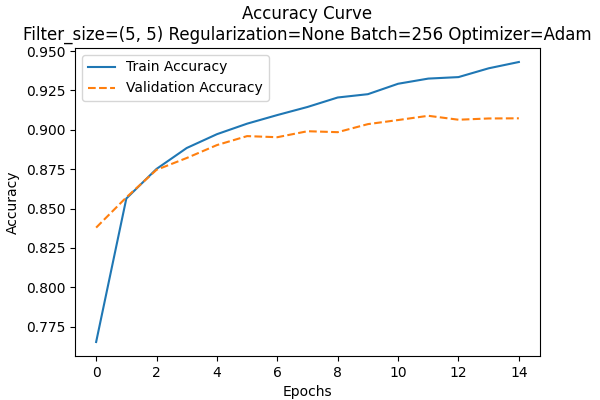 Accuracy Curve
Filter_size=(5, 5) Regularization=None Batch=256 Optimizer=Adam
Train Accuracy
Validation Accuracy
0.950
0.925
0.900
0.875
0.850
0.825
0.800
0.775
Accuracy
0 2 4 6 8 10 12 14
Epochs